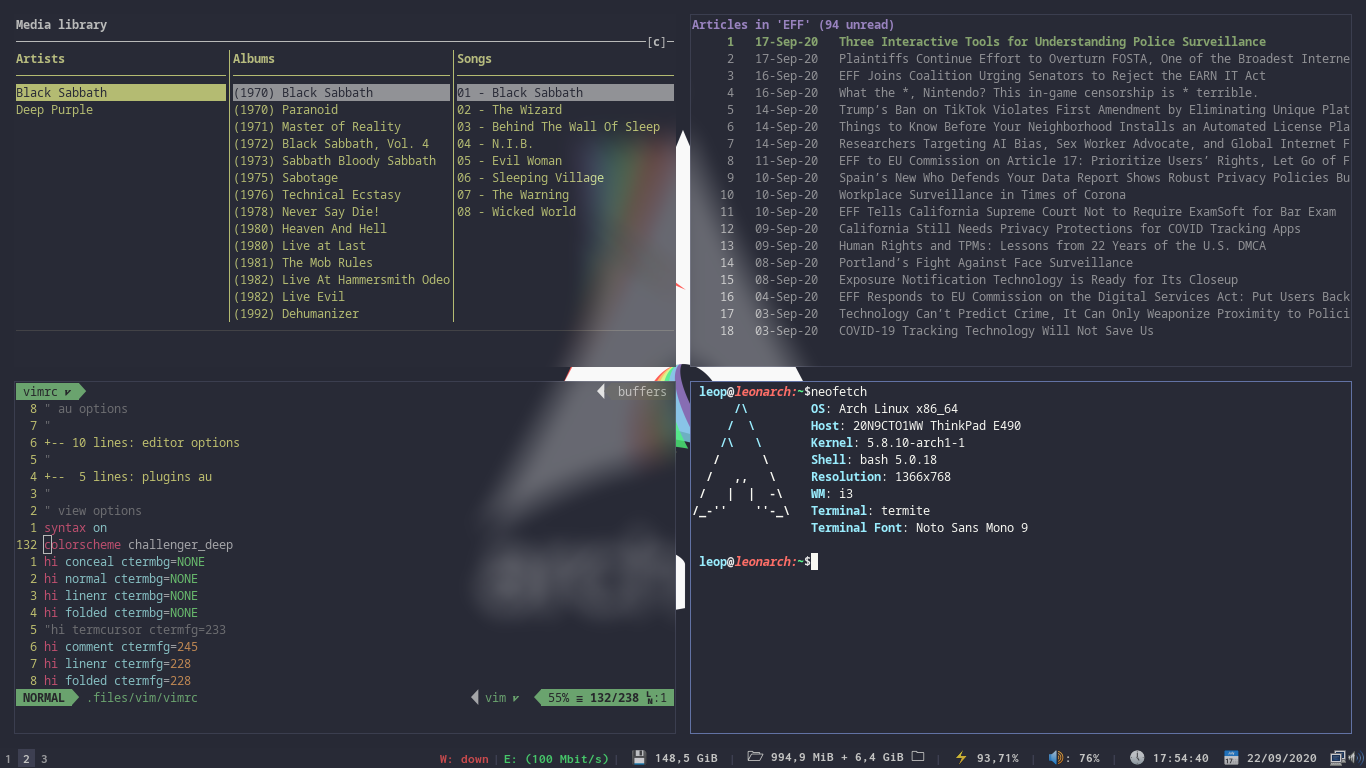 Media library
[c]
Artists Albums Songs
Black Sabbath (1970) Black Sabbath 01 - Black Sabbath
Deep Purple (1970) Paranoid 02 - The Wizard
(1971) Master of Reality 03 - Behind The Wall Of Sleep
(1972) Black Sabbath, Vol. 4 04 - N.I.B.
(1973) Sabbath Bloody Sabbath 05 - Evil Woman
(1975) Sabotage 06 - Sleeping Village
(1976) Technical Ecstasy 07 - The Warning
(1978) Never Say Die! 08 - Wicked World
(1980) Heaven And Hell
(1980) Live at Last
(1981) The Mob Rules
(1982) Live At Hammersmith Odeo
(1982) Live Evil
(1992) Dehumanizer
Articles in 'EFF' (94 unread)
1 17-Sep-20 Three Interactive Tools for Understanding Police Surveillance
2 17-Sep-20 Plaintiffs Continue Effort to Overturn FOSTA, One of the Broadest Interne
3 16-Sep-20 EFF Joins Coalition Urging Senators to Reject the EARN IT Act
4 16-Sep-20 What the *, Nintendo? This in-game censorship is * terrible.
5 14-Sep-20 Trump's Ban on TikTok Violates First Amendment by Eliminating Unique Plat
6 14-Sep-20 Things to Know Before Your Neighborhood Installs an Automated License Pla
7 14-Sep-20 Researchers Targeting AI Bias, Sex Worker Advocate, and Global Internet F
8 11-Sep-20 EFF to EU Commission on Article 17: Prioritize Users' Rights, Let Go of F
9 10-Sep-20 Spain's New Who Defends Your Data Report Shows Robust Privacy Policies Bu
10 10-Sep-20 Workplace Surveillance in Times of Corona
11 10-Sep-20 EFF Tells California Supreme Court Not to Require ExamSoft for Bar Exam
12 09-Sep-20 California Still Needs Privacy Protections for COVID Tracking Apps
13 09-Sep-20 Human Rights and TPMs: Lessons from 22 Years of the U.S. DMCA
14 08-Sep-20 Portland's Fight Against Face Surveillance
15 08-Sep-20 Exposure Notification Technology is Ready for Its Closeup
16 04-Sep-20 EFF Responds to EU Commission on the Digital Services Act: Put Users Back
17 03-Sep-20 Technology Can't Predict Crime, It Can Only Weaponize Proximity to Polici
18 03-Sep-20 COVID-19 Tracking Technology Will Not Save Us
vimrc buffers
8 " au options
7 "
6 +-- 10 lines: editor options
5 "
4 +-- 5 lines: plugins au
3 "
2 " view options
1 syntax on
132 colorscheme challenger_deep
1 hi conceal ctermbg=NONE
2 hi normal ctermbg=NONE
3 hi linenr ctermbg=NONE
4 hi folded ctermbg=NONE
5 "hi termcursor ctermfg=233
6 hi comment ctermfg=245
7 hi linenr ctermfg=228
8 hi folded ctermfg=228
NORMAL .files/vim/vimrc vim 55% ≡ 132/238 :1
leop@leonarch:~$neofetch
/\ OS: Arch Linux x86_64
/ \ Host: 20N9CTO1WW ThinkPad E490
/\ \ Kernel: 5.8.10-arch1-1
/ \ Shell: bash 5.0.18
/ ,, \ Resolution: 1366x768
/ | | -\ WM: i3
/_-'' ''-_\ Terminal: termite
Terminal Font: Noto Sans Mono 9
leop@leonarch:~$
1 2 3 W: down | E: (100 Mbit/s) | 148,5 GiB | 994,9 MiB + 6,4 GiB | 93,71% | : 76% | 17:54:40 22/09/2020